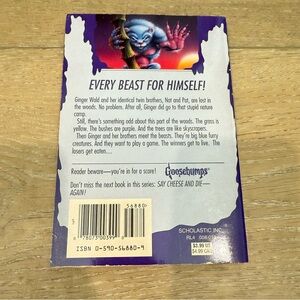 EVERY BEAST FOR HIMSELF!
Ginger Wald and her identical twin brothers, Nat and Pat, are lost in
the woods. No problem. After all, Ginger did go to that stupid nature
camp.
Still, there's something odd about this part of the woods. The grass is
yellow. The bushes are purple. And the trees are like skyscrapers.
Then Ginger and her brothers meet the beasts. They're big blue furry
creatures. And they want to play a game. The winners get to live. The
losers get eaten....
Reader beware—you're in for a scare!
Goosebumps
Don't miss the next book in this series: SAY CHEESE AND DIE—
AGAIN!
56880
ISBN 0-590-56880-9
SCHOLASTIC INC.
RL4
$3.99 US